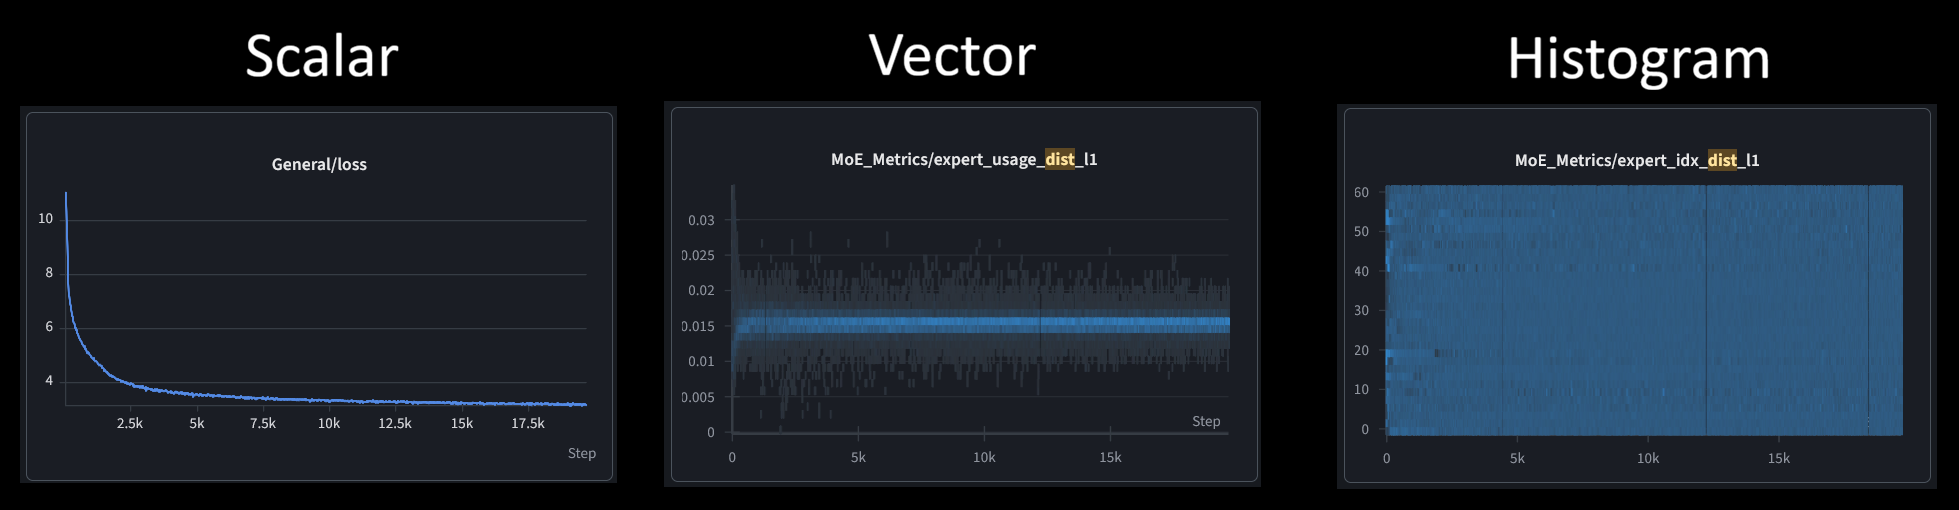 Scalar
General/loss
10
8
6
4
2.5k 5k 7.5k 10k 12.5k 15k 17.5k
Step
Vector
MoE_Metrics/expert_usage_dist_l1
0.03
0.025
0.02
0.015
0.01
0.005
0
Step
0 5k 10k 15k
Histogram
MoE_Metrics/expert_idx_dist_l1
60
50
40
30
20
10
0
0 5k 10k 15k